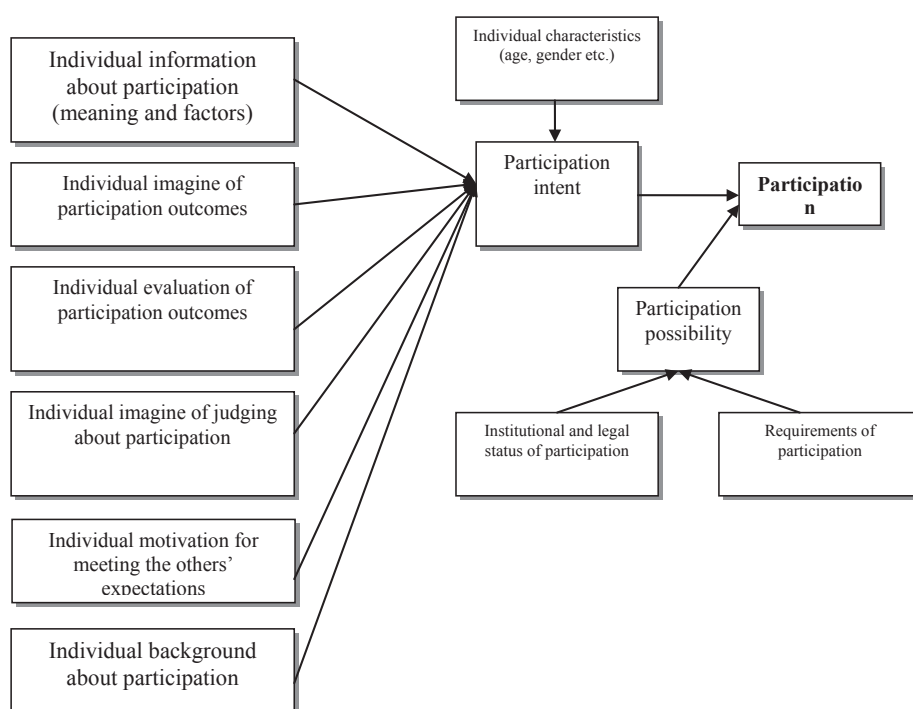 Individual information
about participation
(meaning and factors)
Individual imagine of
participation outcomes
Individual evaluation of
participation outcomes
Individual imagine of judging
about participation
Individual motivation for
meeting the others’
expectations
Individual background
about participation
Individual characteristics
(age, gender etc.)
Participation
intent
Participatio
n
Participation
possibility
Institutional and legal
status of participation
Requirements of
participation